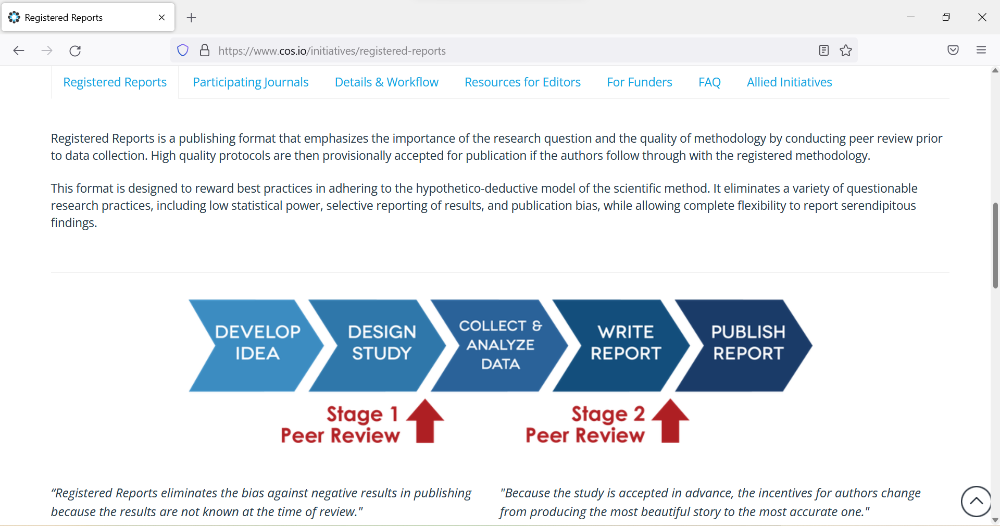 Registered Reports
https://www.cos.io/initiatives/registered-reports
Registered Reports Participating Journals Details & Workflow Resources for Editors For Funders FAQ Allied Initiatives
Registered Reports is a publishing format that emphasizes the importance of the research question and the quality of methodology by conducting peer review prior
to data collection. High quality protocols are then provisionally accepted for publication if the authors follow through with the registered methodology.
This format is designed to reward best practices in adhering to the hypothetico-deductive model of the scientific method. It eliminates a variety of questionable
research practices, including low statistical power, selective reporting of results, and publication bias, while allowing complete flexibility to report serendipitous
findings.
DEVELOP
IDEA
DESIGN
STUDY
COLLECT &
ANALYZE
DATA
WRITE
REPORT
PUBLISH
REPORT
Stage 1
Peer Review
Stage 2
Peer Review
“Registered Reports eliminates the bias against negative results in publishing
because the results are not known at the time of review."
"Because the study is accepted in advance, the incentives for authors change
from producing the most beautiful story to the most accurate one."